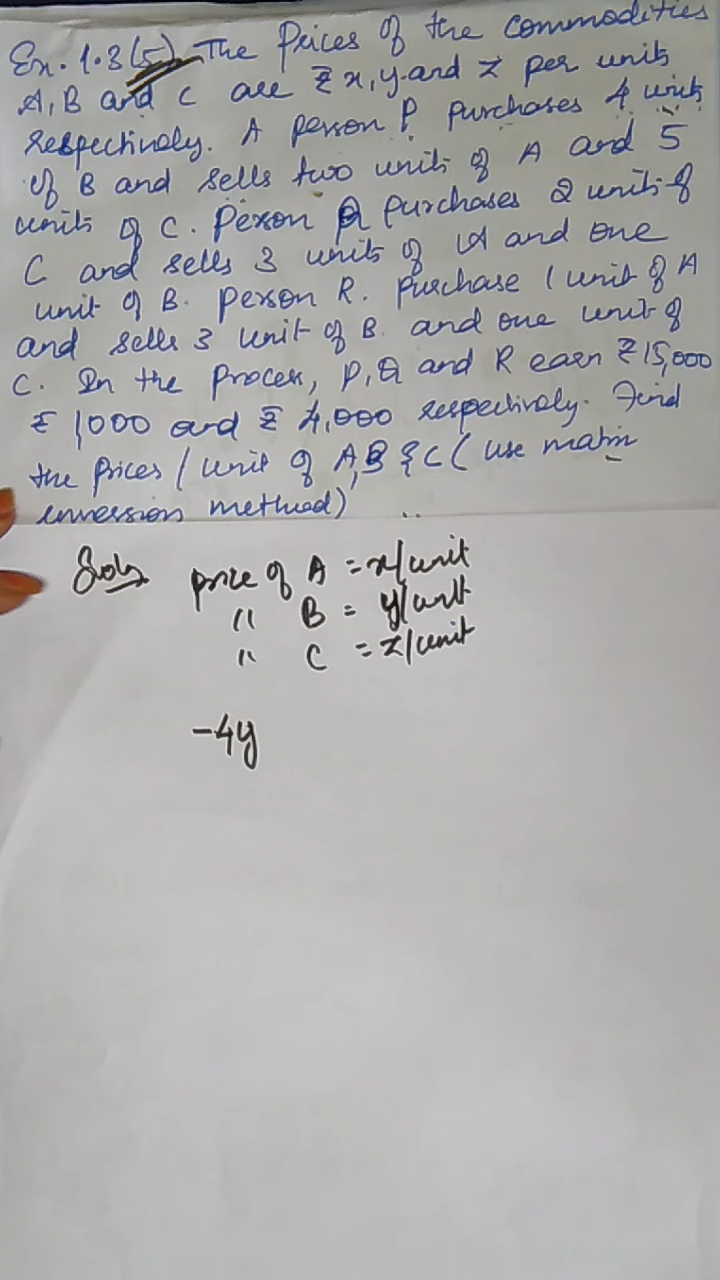 Ex. 1.3(5) The Prices of the commodities
A, B and C are ₹ x, y and z per units
respectively. A person P purchases 4 units
of B and sells two units of A and 5
units of C. Person Q purchases 2 units of
C and sells 3 units of A and one
unit of B. Person R. Purchase 1 unit of A
and sells 3 unit of B and one unit of
C. In the process, P, Q and R earn ₹ 15,000
₹ 1,000 and ₹ 4,000 respectively. Find
the prices / unit of A, B & C (use matrix
inversion method)
Soln price of A = x/unit
" B = y/unit
" C = z/unit
-4y